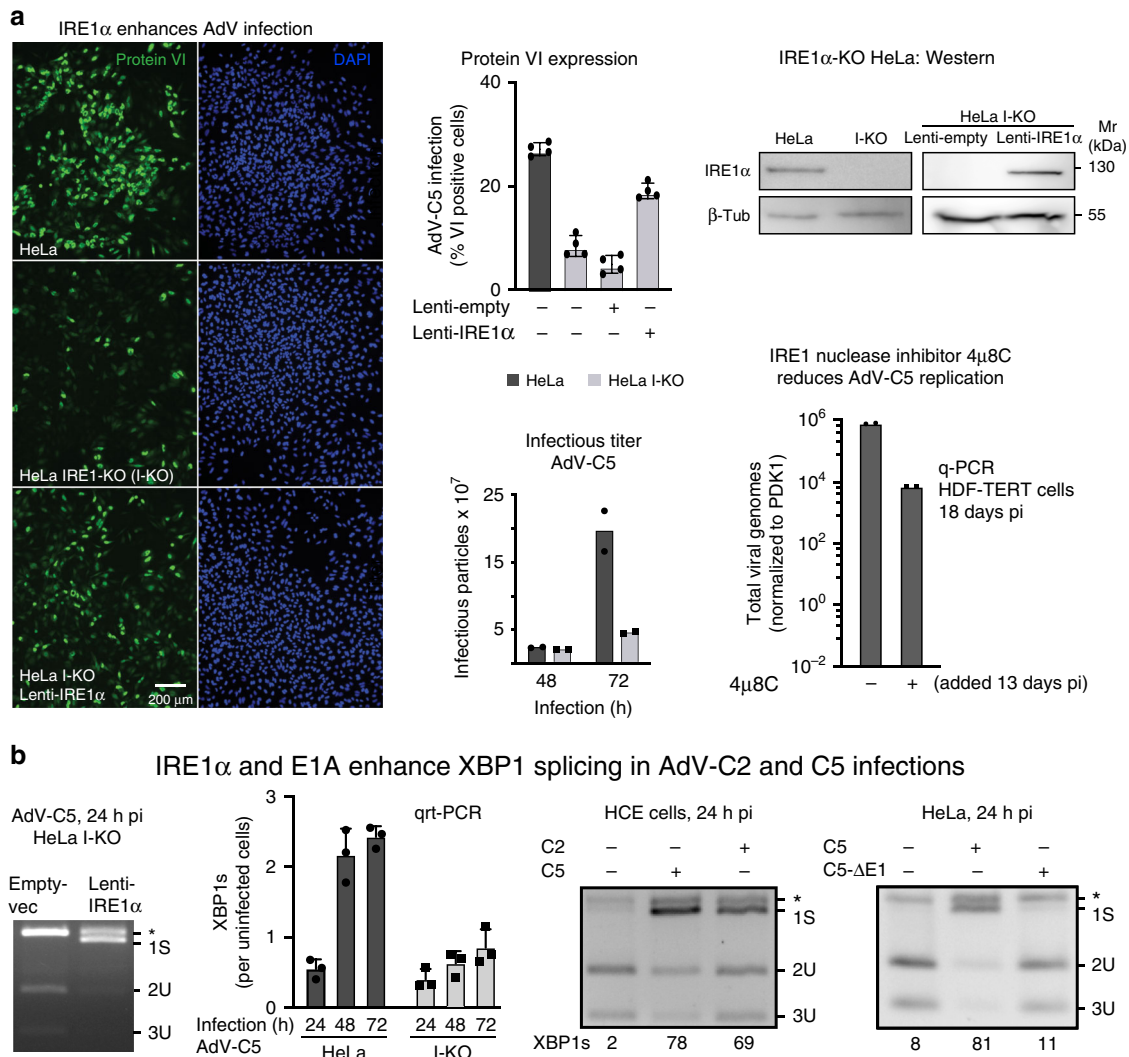 a
IRE1α enhances AdV infection
Protein VI
DAPI
HeLa
HeLa IRE1-KO (I-KO)
HeLa I-KO
Lenti-IRE1α
200 μm
Protein VI expression
AdV-C5 infection
(% VI positive cells)
40
20
0
Lenti-empty – – + –
Lenti-IRE1α – – – +
HeLa HeLa I-KO
IRE1α-KO HeLa: Western
HeLa I-KO
HeLa I-KO Lenti-empty Lenti-IRE1α
Mr
(kDa)
IRE1α 130
β-Tub 55
Infectious titer
AdV-C5
Infectious particles x 10⁷
25
15
5
48 72
Infection (h)
IRE1 nuclease inhibitor 4μ8C
reduces AdV-C5 replication
Total viral genomes
(normalized to PDK1)
10⁶
10⁴
10²
10⁰
10⁻²
q-PCR
HDF-TERT cells
18 days pi
4μ8C – + (added 13 days pi)
b
IRE1α and E1A enhance XBP1 splicing in AdV-C2 and C5 infections
AdV-C5, 24 h pi
HeLa I-KO
Empty-vec
Lenti-IRE1α
*
1S
2U
3U
qrt-PCR
XBP1s
(per uninfected cells)
3
2
1
0
Infection (h) 24 48 72 24 48 72
AdV-C5 HeLa I-KO
HCE cells, 24 h pi
C2 – – +
C5 – + –
*
1S
2U
3U
XBP1s 2 78 69
HeLa, 24 h pi
C5 – + –
C5-ΔE1 – – +
*
1S
2U
3U
8 81 11